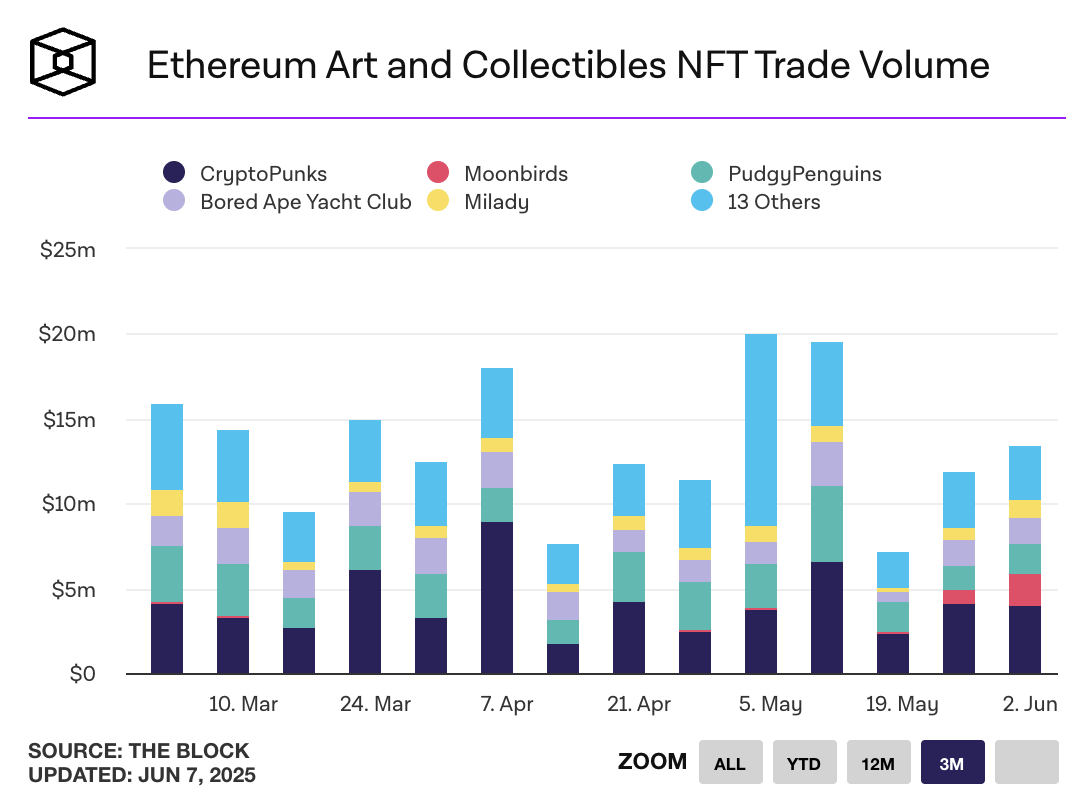 Ethereum Art and Collectibles NFT Trade Volume
CryptoPunks Moonbirds PudgyPenguins
Bored Ape Yacht Club Milady 13 Others
$25m
$20m
$15m
$10m
$5m
$0
10. Mar 24. Mar 7. Apr 21. Apr 5. May 19. May 2. Jun
SOURCE: THE BLOCK
UPDATED: JUN 7, 2025
ZOOM ALL YTD 12M 3M